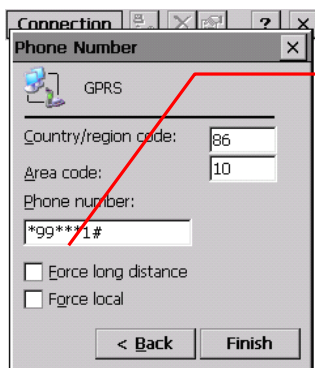 Connection ? ×
Phone Number ×
GPRS
Country/region code: 86
Area code: 10
Phone number:
*99***1#
Force long distance
Force local
< Back Finish